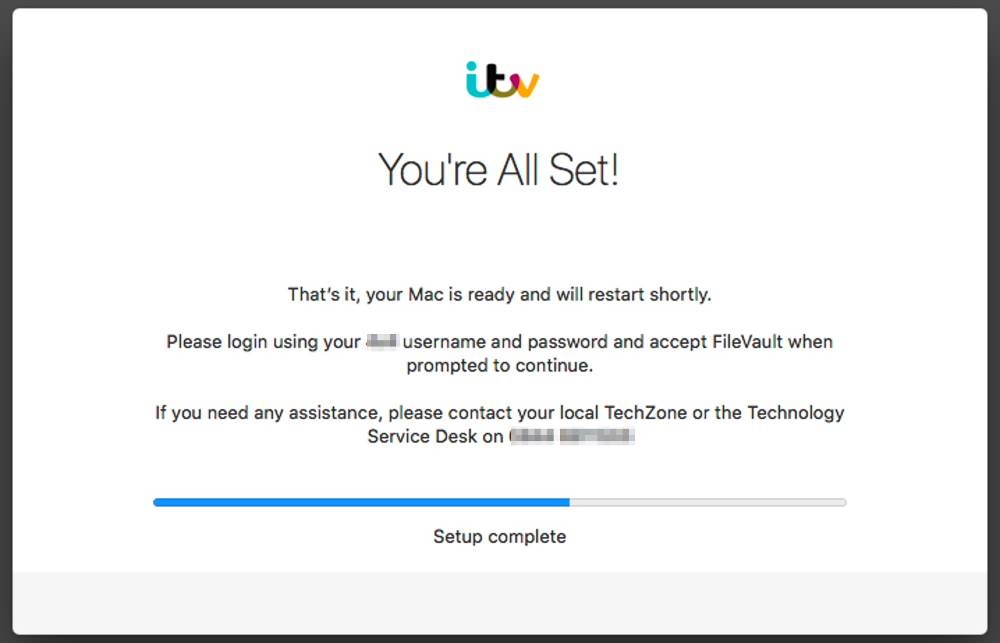 itv
You're All Set!
That’s it, your Mac is ready and will restart shortly.
Please login using your username and password and accept FileVault when
prompted to continue.
If you need any assistance, please contact your local TechZone or the Technology
Service Desk on
Setup complete